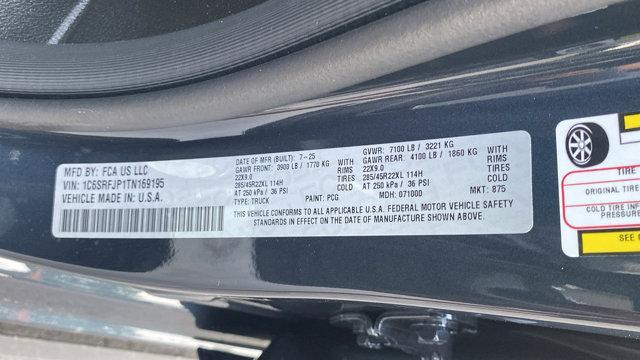 MFD BY: FCA US LLC
VIN: 1C6SRFJP1TN169195
VEHICLE MADE IN U.S.A.
DATE OF MFR (BUILT): 7-25
GAWR FRONT: 3900 LB / 1770 KG WITH
22X9.0 RIMS
285/45R22XL 114H TIRES
AT 250 kPa / 36 PSI COLD
TYPE: TRUCK PAINT: PCG
GVWR: 7100 LB / 3221 KG
GAWR REAR: 4100 LB / 1860 KG WITH
22X9.0 RIMS
285/45R22XL 114H TIRES
AT 250 kPa / 36 PSI COLD
MDH: 071000 MKT: 875
THIS VEHICLE CONFORMS TO ALL APPLICABLE U.S.A. FEDERAL MOTOR VEHICLE SAFETY
STANDARDS IN EFFECT ON THE DATE OF MANUFACTURE SHOWN ABOVE.
TIRE
ORIGINAL TIRE
COLD TIRE
PRESSURE
SEE